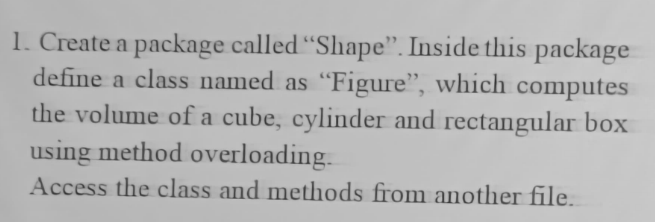 1. Create a package called “Shape”. Inside this package
define a class named as “Figure”, which computes
the volume of a cube, cylinder and rectangular box
using method overloading.
Access the class and methods from another file.